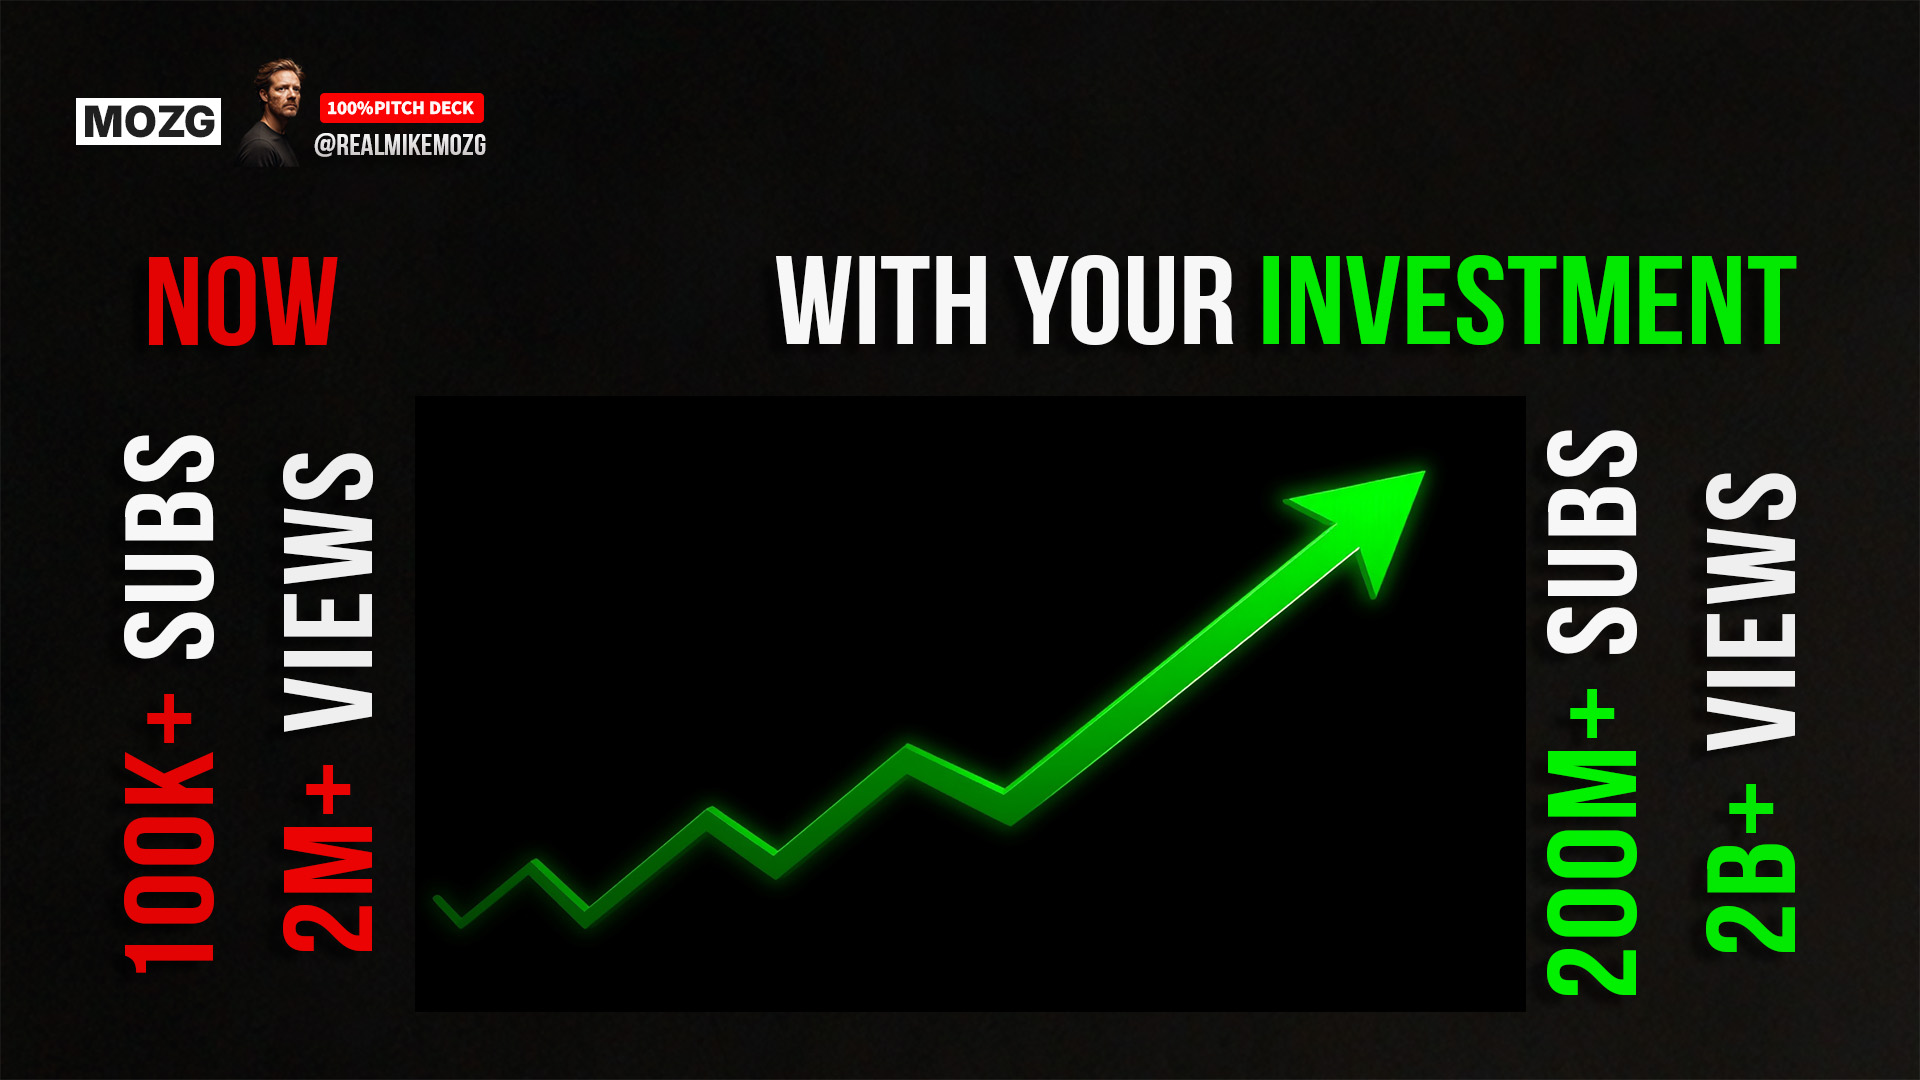 MOZG
100%PITCH DECK
@REALMIKEMOZG
NOW
WITH YOUR INVESTMENT
100K+ SUBS
2M+ VIEWS
200M+ SUBS
2B+ VIEWS